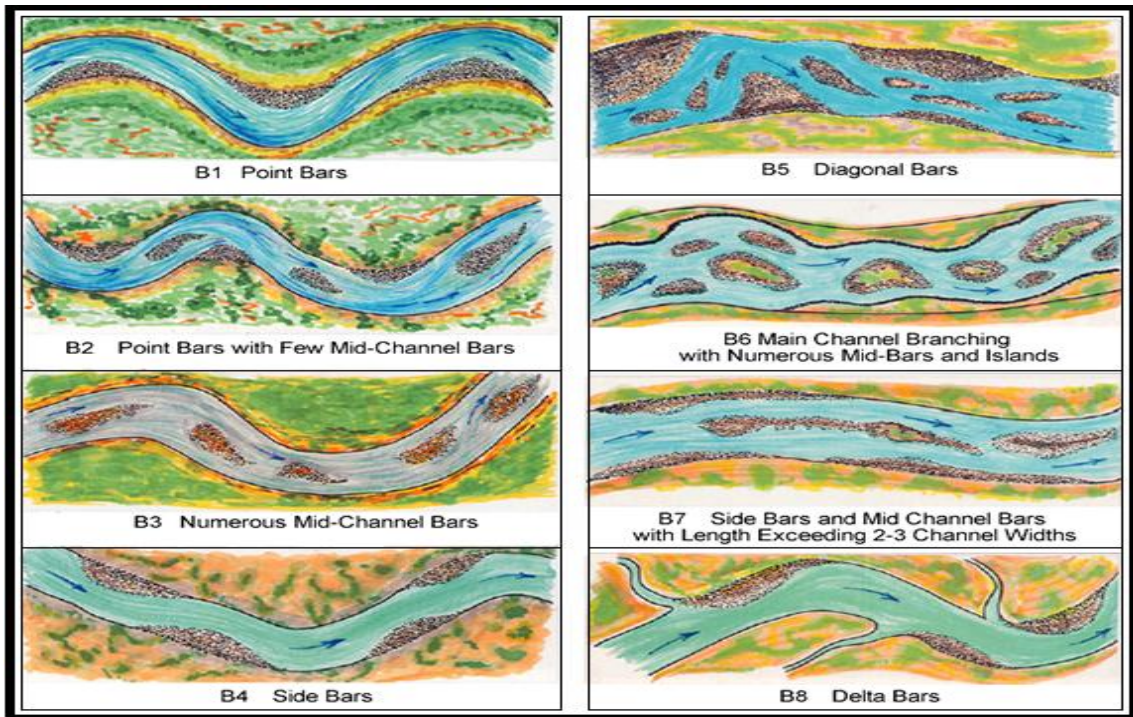 B1 Point Bars
B2 Point Bars with Few Mid-Channel Bars
B3 Numerous Mid-Channel Bars
B4 Side Bars
B5 Diagonal Bars
B6 Main Channel Branching
with Numerous Mid-Bars and Islands
B7 Side Bars and Mid Channel Bars
with Length Exceeding 2-3 Channel Widths
B8 Delta Bars